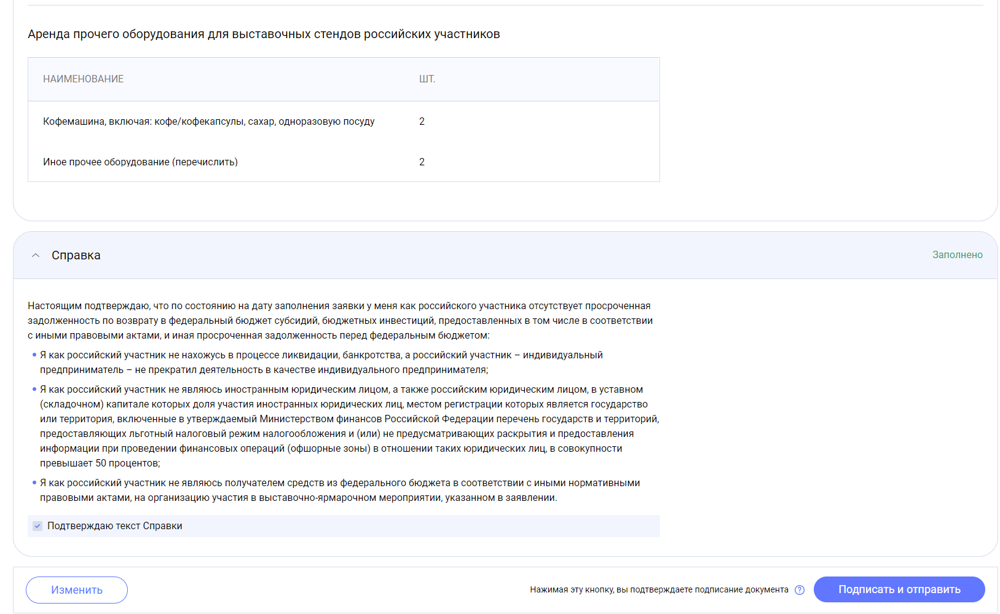 Аренда прочего оборудования для выставочных стендов российских участников
НАИМЕНОВАНИЕ ШТ.
Кофемашина, включая: кофе/кофекапсулы, сахар, одноразовую посуду 2
Иное прочее оборудование (перечислить) 2
Справка Заполнено
Настоящим подтверждаю, что по состоянию на дату заполнения заявки у меня как российского участника отсутствует просроченная
задолженность по возврату в федеральный бюджет субсидий, бюджетных инвестиций, предоставленных в том числе в соответствии
с иными правовыми актами, и иная просроченная задолженность перед федеральным бюджетом:
Я как российский участник не нахожусь в процессе ликвидации, банкротства, а российский участник – индивидуальный
предприниматель – не прекратил деятельность в качестве индивидуального предпринимателя;
Я как российский участник не являюсь иностранным юридическим лицом, а также российским юридическим лицом, в уставном
(складочном) капитале которых доля участия иностранных юридических лиц, местом регистрации которых является государство
или территория, включенные в утверждаемый Министерством финансов Российской Федерации перечень государств и территорий,
предоставляющих льготный налоговый режим налогообложения и (или) не предусматривающих раскрытия и предоставления
информации при проведении финансовых операций (офшорные зоны) в отношении таких юридических лиц, в совокупности
превышает 50 процентов;
Я как российский участник не являюсь получателем средств из федерального бюджета в соответствии с иными нормативными
правовыми актами, на организацию участия в выставочно-ярмарочном мероприятии, указанном в заявлении.
Подтверждаю текст Справки
Изменить Нажимая эту кнопку, вы подтверждаете подписание документа ? Подписать и отправить